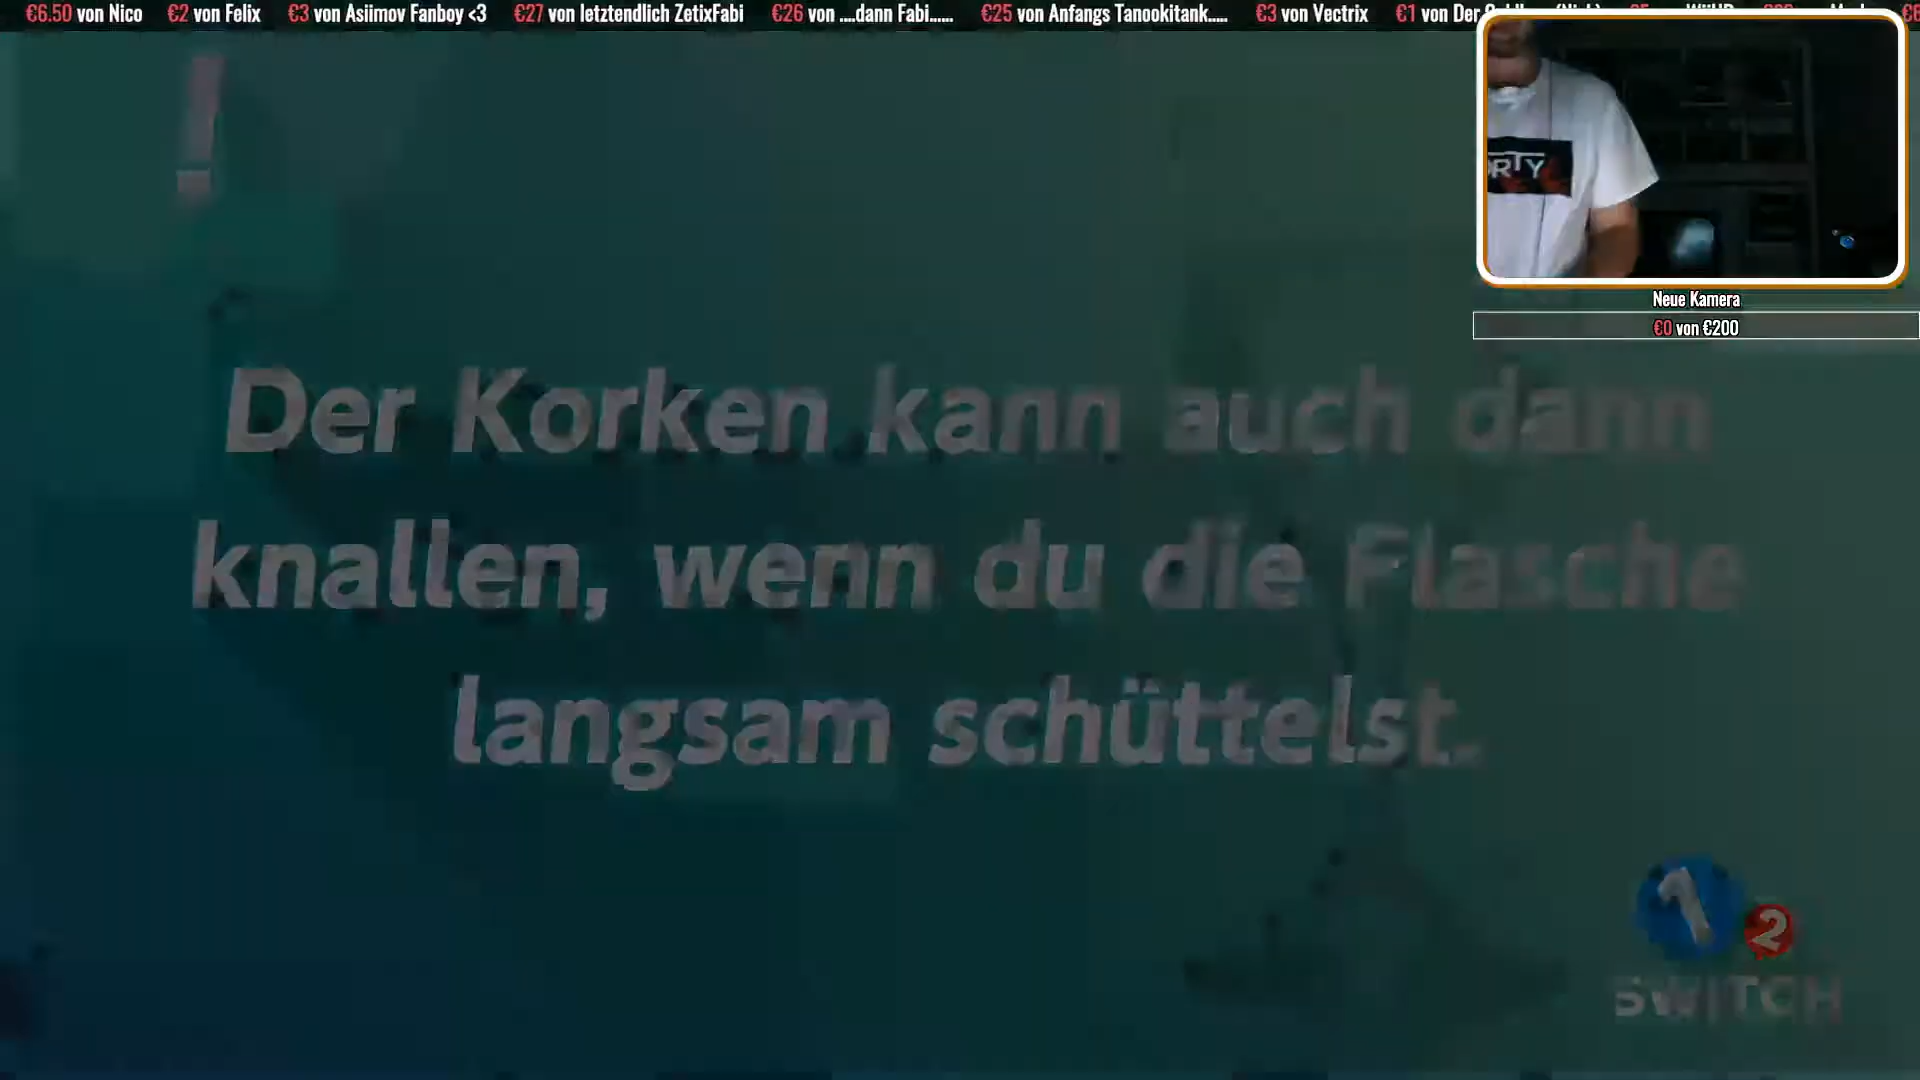 €6.50 von Nico €2 von Felix €3 von Asiimov Fanboy <3 €27 von letztendlich ZetixFabi €26 von ....dann Fabi...... €25 von Anfangs Tanookitank..... €3 von Vectrix €1 von Der
!
ORTY
Neue Kamera
€0 von €200
Der Korken kann auch dann
knallen, wenn du die Flasche
langsam schüttelst.
1 2
SWITCH